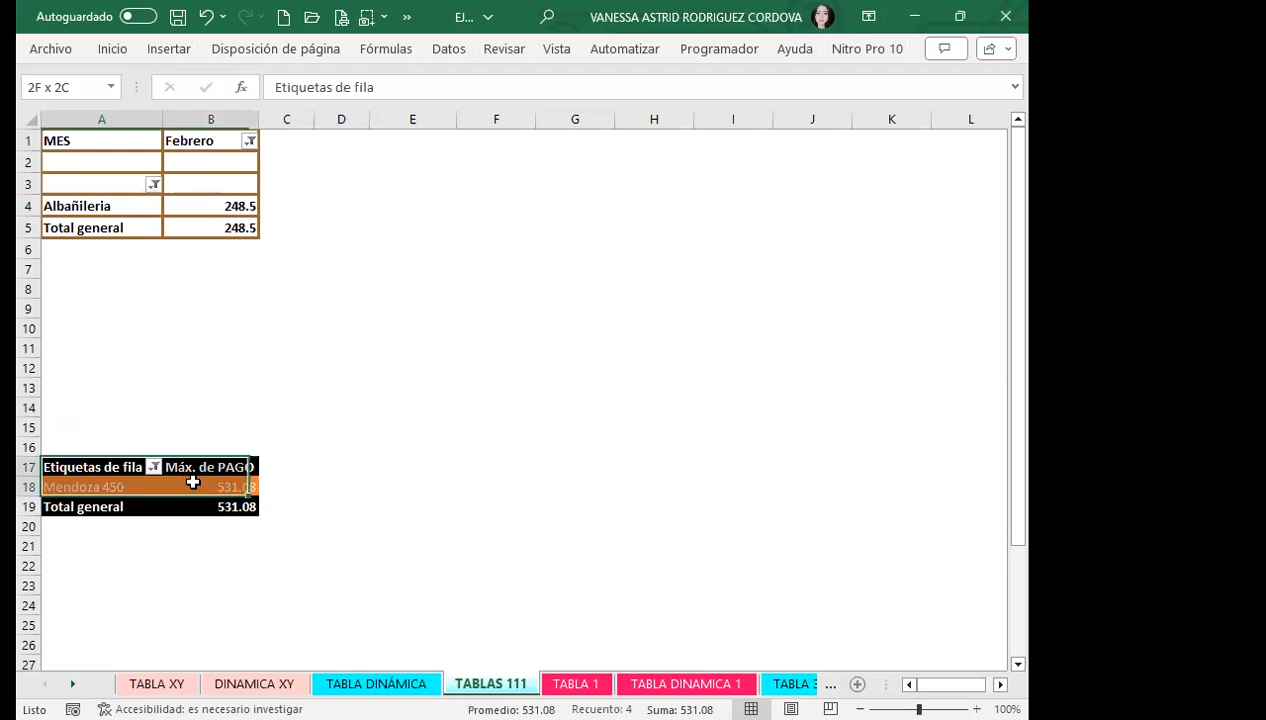 Autoguardado EJ... VANESSA ASTRID RODRIGUEZ CORDOVA
Archivo Inicio Insertar Disposición de página Fórmulas Datos Revisar Vista Automatizar Programador Ayuda Nitro Pro 10
2F x 2C fx Etiquetas de fila
A B C D E F G H I J K L
1 MES Febrero
2
3
4 Albañileria 248.5
5 Total general 248.5
6
7
8
9
10
11
12
13
14
15
16
17 Etiquetas de fila Máx. de PAGO
18 Mendoza 450 531.08
19 Total general 531.08
20
21
22
23
24
25
26
27
TABLA XY DINAMICA XY TABLA DINÁMICA TABLAS 111 TABLA 1 TABLA DINAMICA 1 TABLA 3 ...
Listo Accesibilidad: es necesario investigar Promedio: 531.08 Recuento: 4 Suma: 531.08 100%